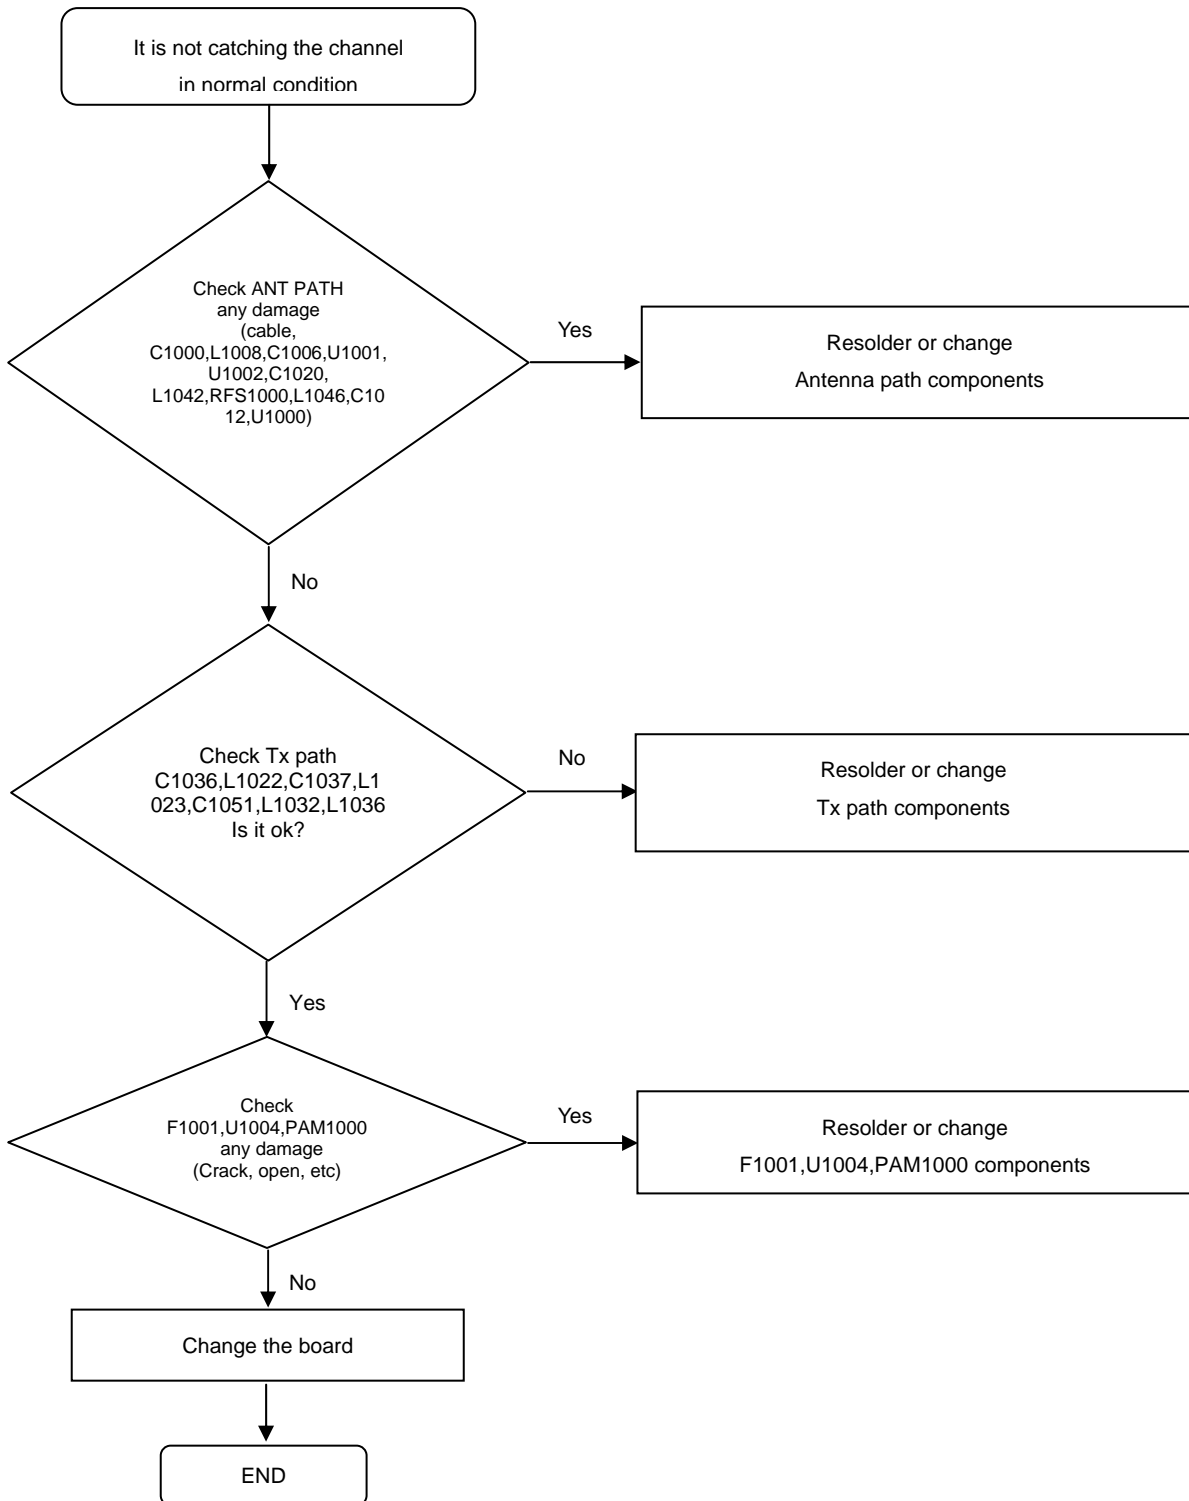 It is not catching the channel
in normal condition
Check ANT PATH
any damage
(cable,
C1000,L1008,C1006,U1001,
U1002,C1020,
L1042,RFS1000,L1046,C10
12,U1000)
Yes
Resolder or change
Antenna path components
No
Check Tx path
C1036,L1022,C1037,L1
023,C1051,L1032,L1036
Is it ok?
No
Resolder or change
Tx path components
Yes
Check
F1001,U1004,PAM1000
any damage
(Crack, open, etc)
Yes
Resolder or change
F1001,U1004,PAM1000 components
No
Change the board
END